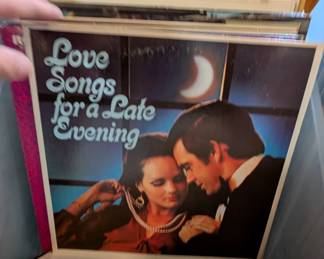 Love
Songs
for a Late
Evening